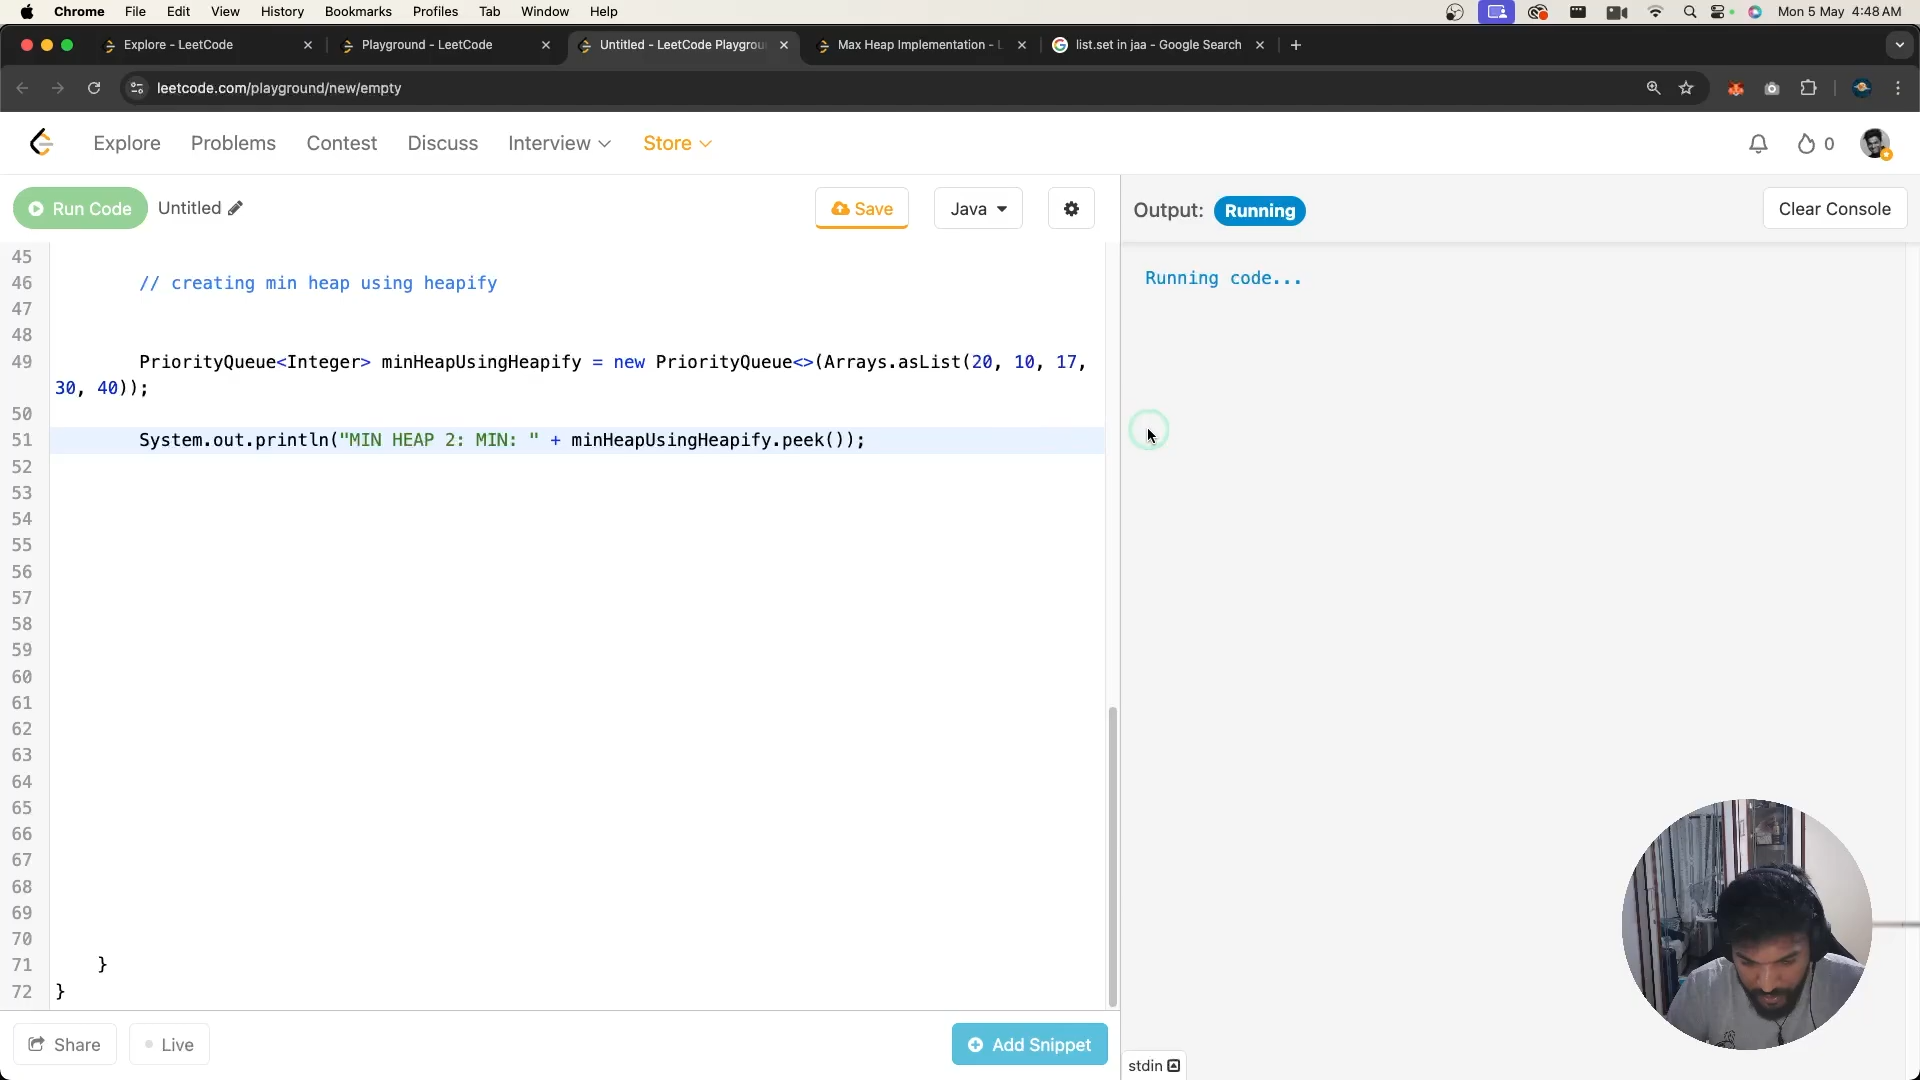 Chrome File Edit View History Bookmarks Profiles Tab Window Help Mon 5 May 4:48 AM
Explore - LeetCode Playground - LeetCode Untitled - LeetCode Playgrou Max Heap Implementation - L list.set in jaa - Google Search
leetcode.com/playground/new/empty
Explore Problems Contest Discuss Interview Store 0
Run Code Untitled Save Java Output: Running Clear Console
45
46 // creating min heap using heapify
47
48
49 PriorityQueue<Integer> minHeapUsingHeapify = new PriorityQueue<>(Arrays.asList(20, 10, 17,
30, 40));
50
51 System.out.println("MIN HEAP 2: MIN: " + minHeapUsingHeapify.peek());
52
53
54
55
56
57
58
59
60
61
62
63
64
65
66
67
68
69
70
71 }
72 }
Running code...
Share Live Add Snippet stdin